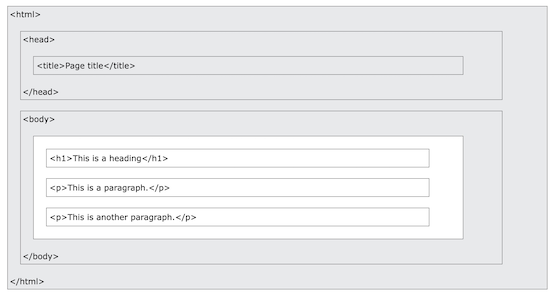 <html>
<head>
<title>Page title</title>
</head>
<body>
<h1>This is a heading</h1>
<p>This is a paragraph.</p>
<p>This is another paragraph.</p>
</body>
</html>